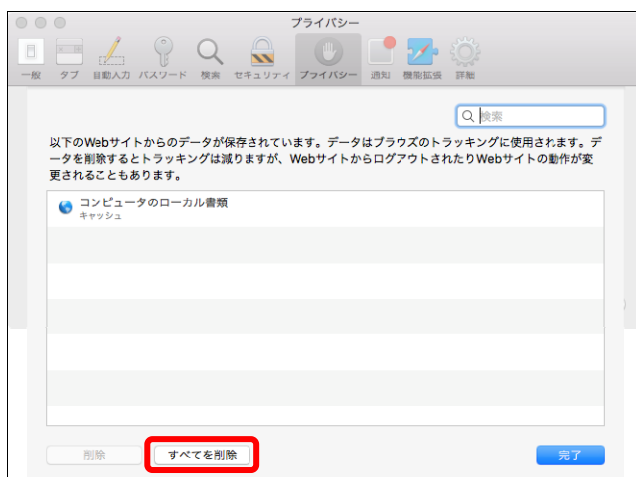 プライバシー
一般 タブ 自動入力 パスワード 検索 セキュリティ プライバシー 通知 機能拡張 詳細
検索
以下のWebサイトからのデータが保存されています。データはブラウズのトラッキングに使用されます。デ
ータを削除するとトラッキングは減りますが、WebサイトからログアウトされたりWebサイトの動作が変
更されることもあります。
コンピュータのローカル書類
キャッシュ
削除 すべてを削除 完了